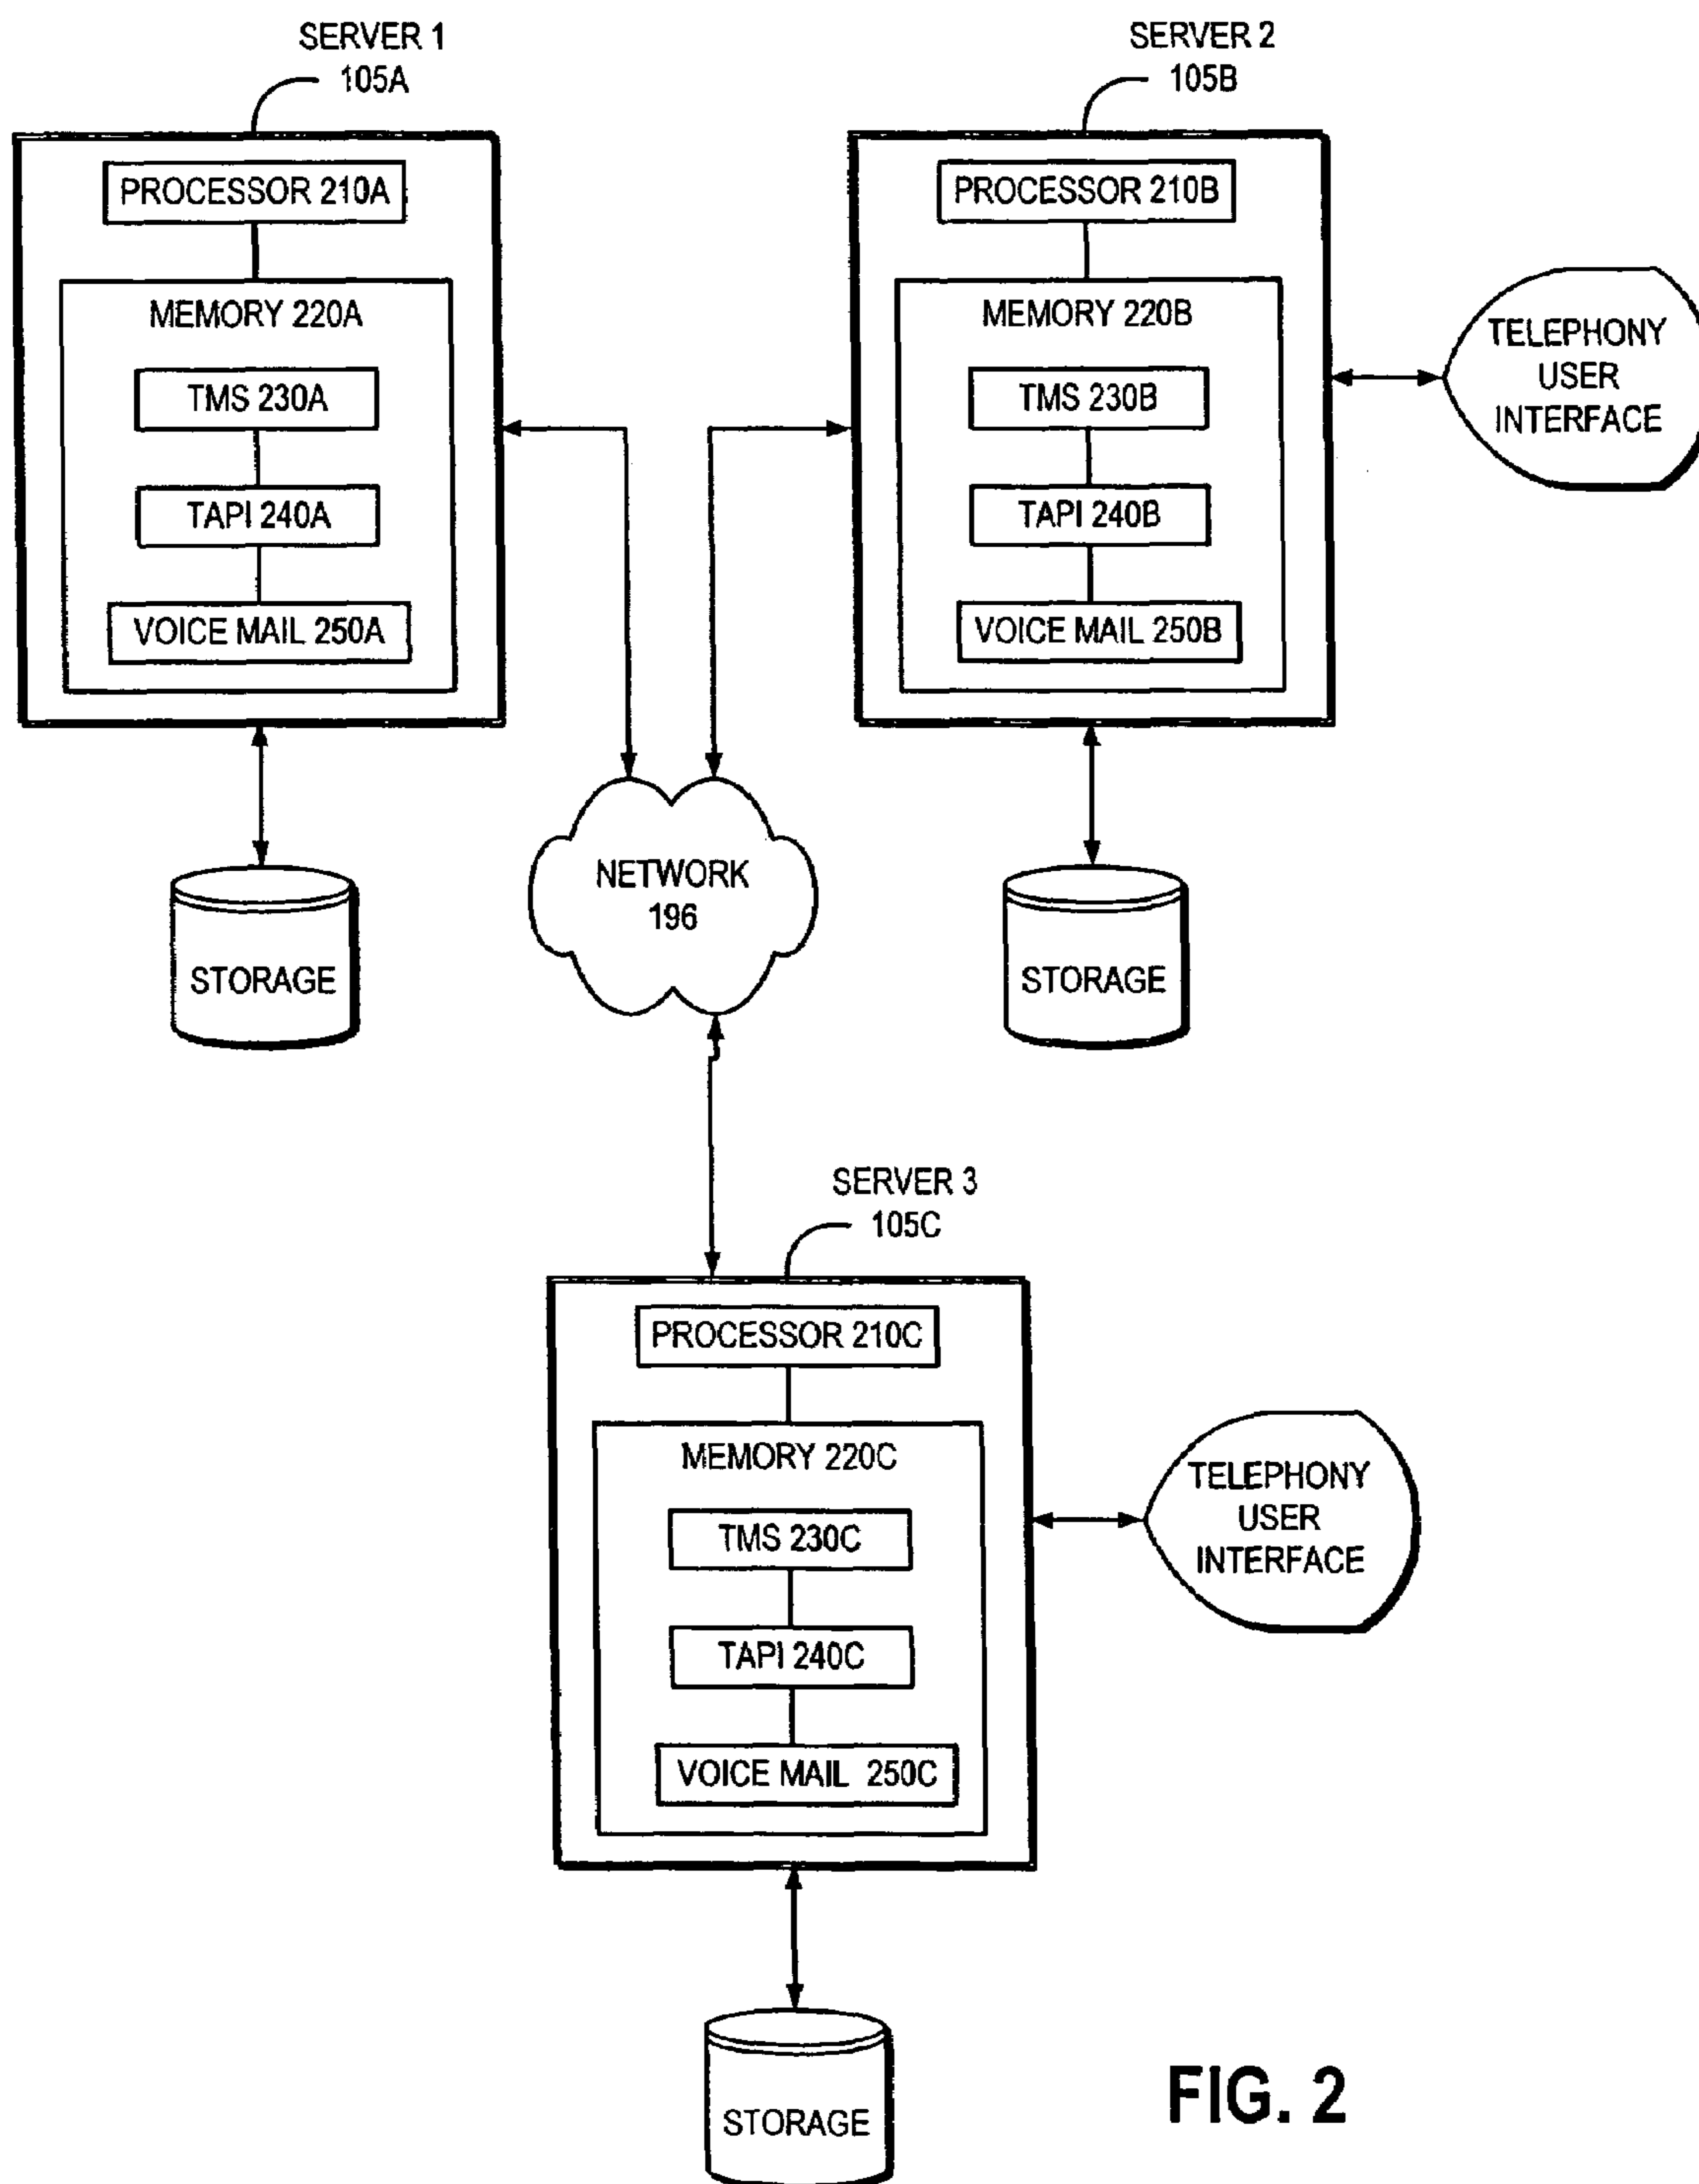 SERVER 1
105A
PROCESSOR 210A
MEMORY 220A
TMS 230A
TAPI 240A
VOICE MAIL 250A
STORAGE
SERVER 2
105B
PROCESSOR 210B
MEMORY 220B
TMS 230B
TAPI 240B
VOICE MAIL 250B
STORAGE
TELEPHONY
USER
INTERFACE
NETWORK
196
SERVER 3
105C
PROCESSOR 210C
MEMORY 220C
TMS 230C
TAPI 240C
VOICE MAIL 250C
STORAGE
TELEPHONY
USER
INTERFACE
FIG. 2